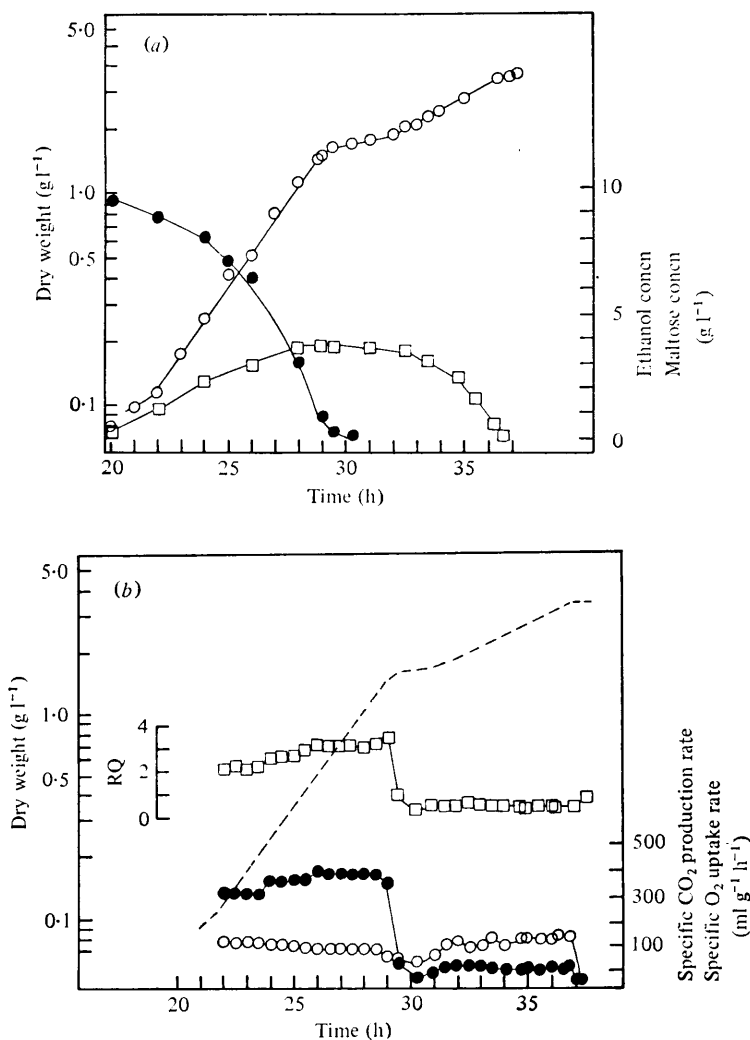 (a)
Dry weight (g l⁻¹)
5·0
1·0
0·5
0·1
10
5
0
Ethanol concn
Maltose concn
(g l⁻¹)
20 25 30 35
Time (h)
(b)
Dry weight (g l⁻¹)
5·0
1·0
0·5
0·1
RQ
4
2
0
500
300
100
Specific CO₂ production rate
Specific O₂ uptake rate
(ml g⁻¹ h⁻¹)
20 25 30 35
Time (h)